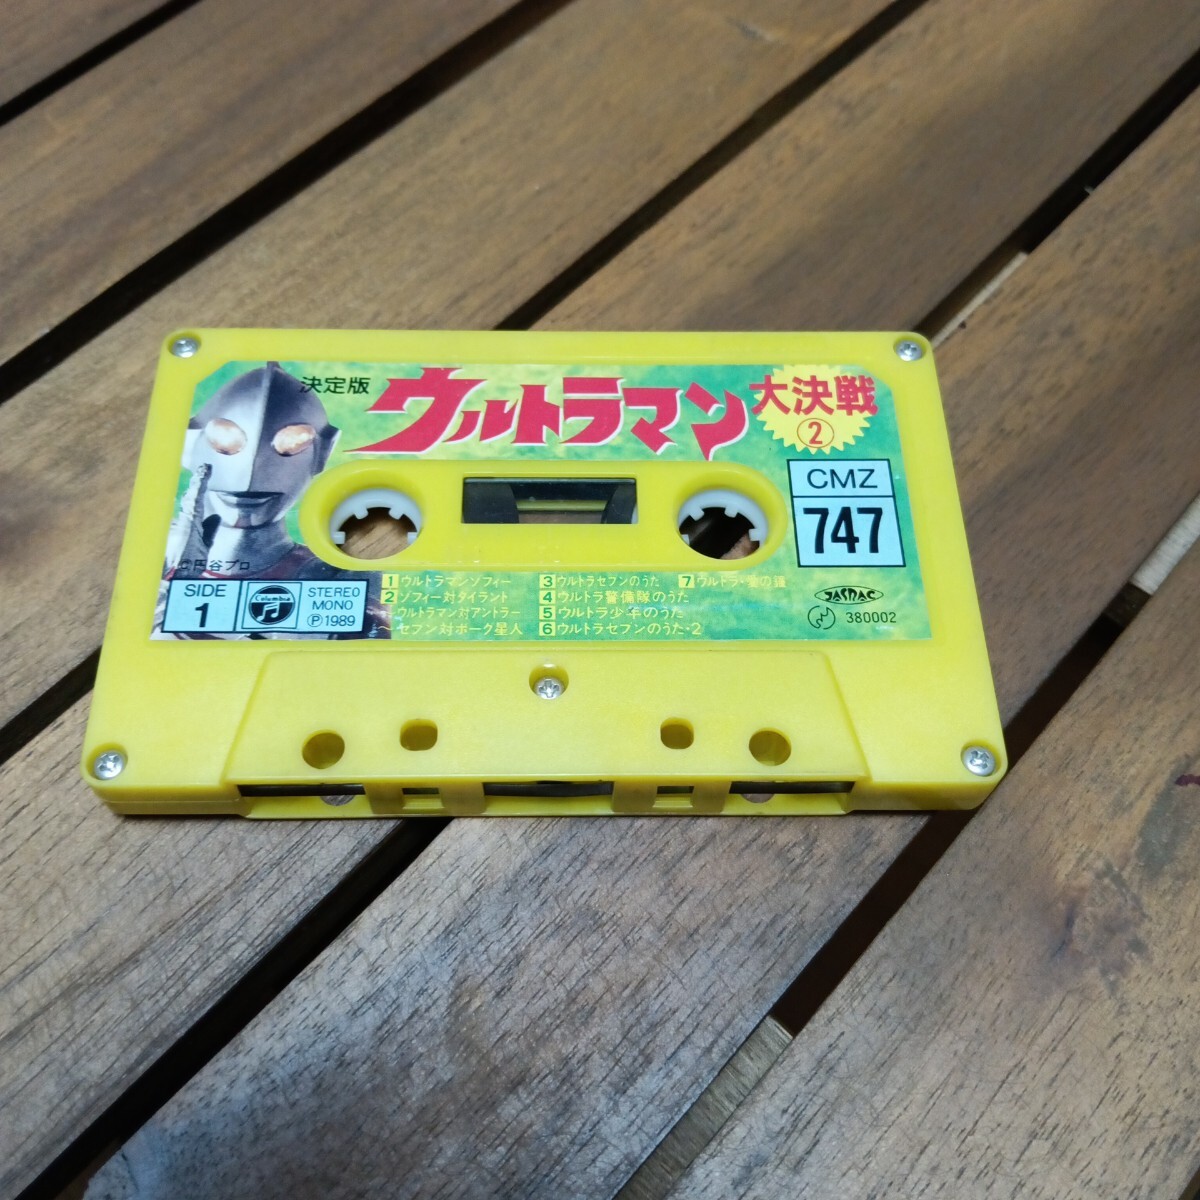 決定版
ウルトラマン
大決戦
②
CMZ
747
円谷プロ
SIDE
1
Columbia
STEREO
MONO
Ⓟ1989
1 ウルトラマンゾフィー
2 ゾフィー対タイラント
ウルトラマン対アントラー
〜セブン対ボーグ星人
3 ウルトラセブンのうた
4 ウルトラ警備隊のうた
5 ウルトラ少年のうた
6 ウルトラセブンのうた-2
7 ウルトラ・愛の鐘
JASRAC
380002